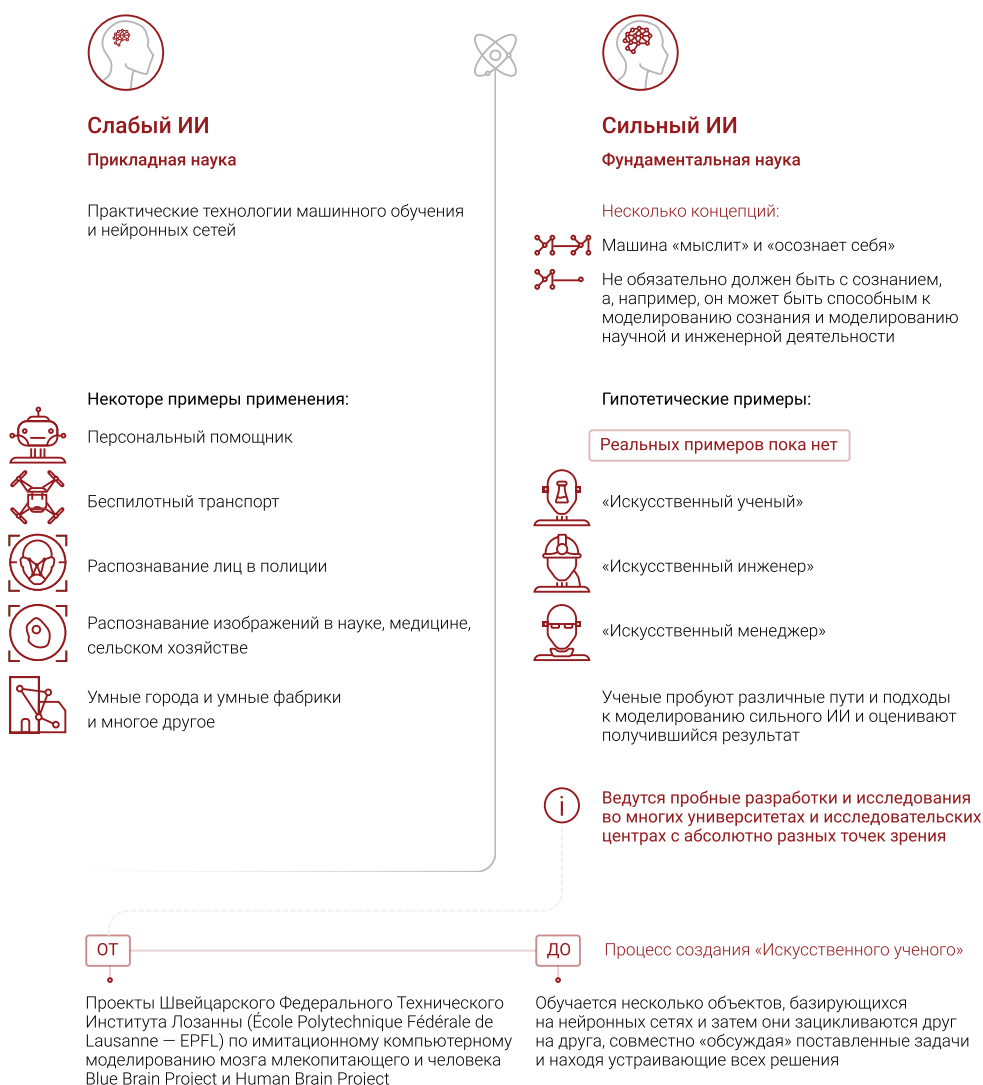 Слабый ИИ
Прикладная наука
Практические технологии машинного обучения
и нейронных сетей
Некоторе примеры применения:
Персональный помощник
Беспилотный транспорт
Распознавание лиц в полиции
Распознавание изображений в науке, медицине,
сельском хозяйстве
Умные города и умные фабрики
и многое другое
Сильный ИИ
Фундаментальная наука
Несколько концепций:
Машина «мыслит» и «осознает себя»
Не обязательно должен быть с сознанием,
а, например, он может быть способным к
моделированию сознания и моделированию
научной и инженерной деятельности
Гипотетические примеры:
Реальных примеров пока нет
«Искусственный ученый»
«Искусственный инженер»
«Искусственный менеджер»
Ученые пробуют различные пути и подходы
к моделированию сильного ИИ и оценивают
получившийся результат
i
Ведутся пробные разработки и исследования
во многих университетах и исследовательских
центрах с абсолютно разных точек зрения
ОТ
Проекты Швейцарского Федерального Технического
Института Лозанны (École Polytechnique Fédérale de
Lausanne — EPFL) по имитационному компьютерному
моделированию мозга млекопитающего и человека
Blue Brain Project и Human Brain Project
ДО
Процесс создания «Искусственного ученого»
Обучается несколько объектов, базирующихся
на нейронных сетях и затем они зацикливаются друг
на друга, совместно «обсуждая» поставленные задачи
и находя устраивающие всех решения